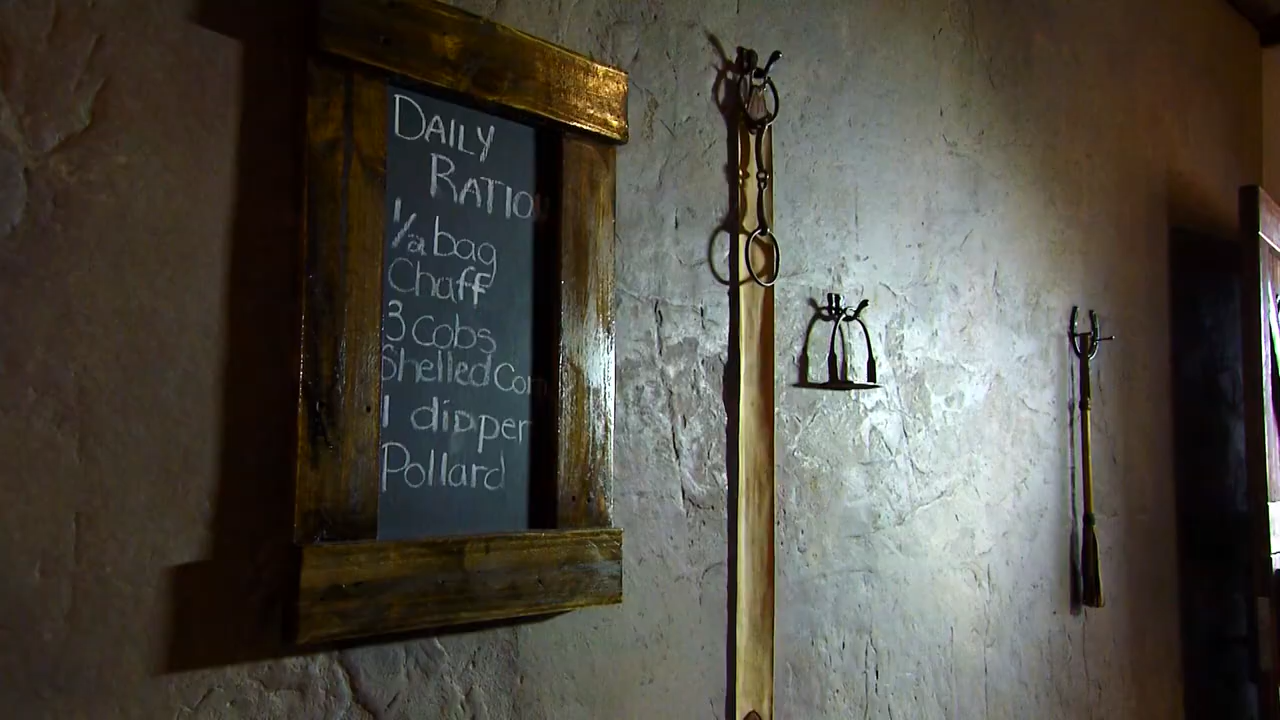 DAILY
RATION
1/2 bag
Chaff
3 cobs
Shelled Corn
1 dipper
Pollard